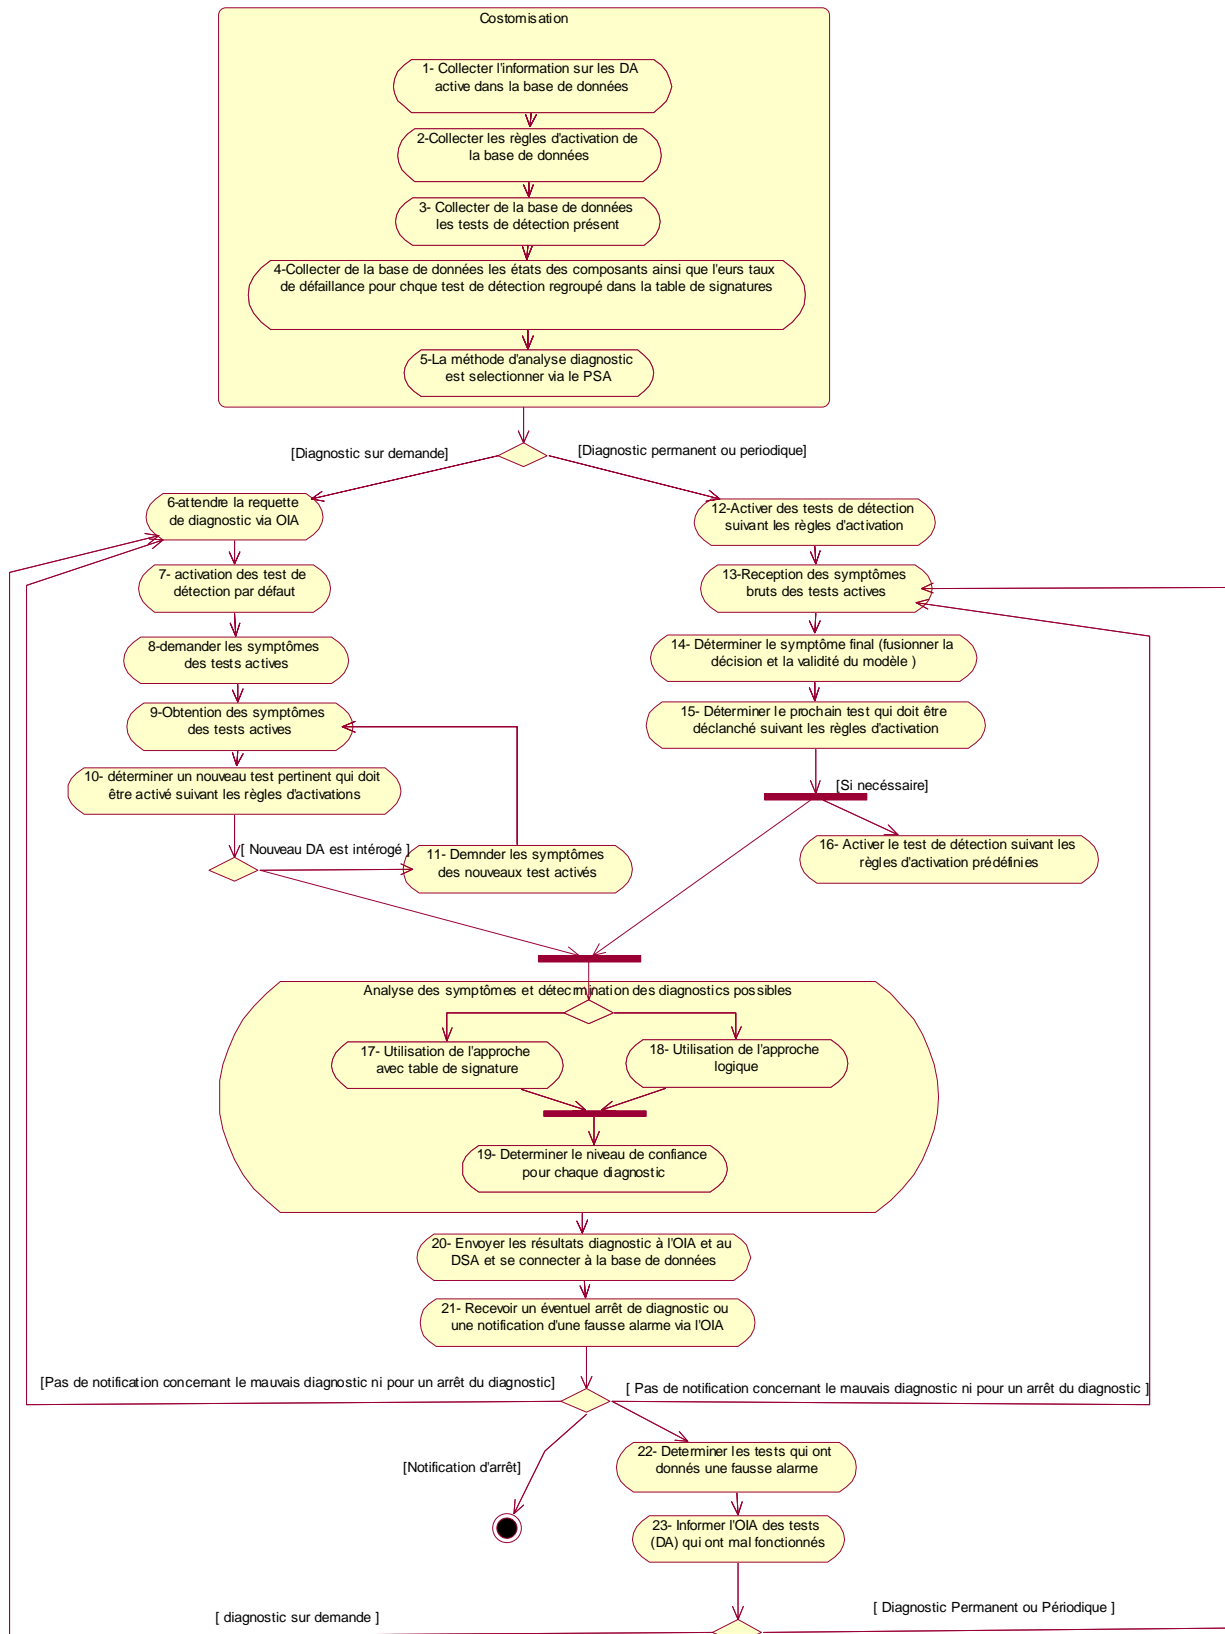 Costomisation
1- Collecter l'information sur les DA
active dans la base de données
2-Collecter les règles d'activation de
la base de données
3- Collecter de la base de données
les tests de détection présent
4-Collecter de la base de données les états des composants ainsi que l'eurs taux
de défaillance pour chque test de détection regroupé dans la table de signatures
5-La méthode d'analyse diagnostic
est selectionner via le PSA
[Diagnostic sur demande]
[Diagnostic permanent ou periodique]
6-attendre la requette
de diagnostic via OIA
7- activation des test de
détection par défaut
8-demander les symptômes
des tests actives
9-Obtention des symptômes
des tests actives
10- déterminer un nouveau test pertinent qui doit
être activé suivant les règles d'activations
[ Nouveau DA est intérogé ]
11- Demnder les symptômes
des nouveaux test activés
12-Activer des tests de détection
suivant les règles d'activation
13-Reception des symptômes
bruts des tests actives
14- Déterminer le symptôme final (fusionner la
décision et la validité du modèle )
15- Déterminer le prochain test qui doit être
déclanché suivant les règles d'activation
[Si necéssaire]
16- Activer le test de détection suivant les
règles d'activation prédéfinies
Analyse des symptômes et détecrmination des diagnostics possibles
17- Utilisation de l'approche
avec table de signature
18- Utilisation de l'approche
logique
19- Determiner le niveau de confiance
pour chaque diagnostic
20- Envoyer les résultats diagnostic à l'OIA et au
DSA et se connecter à la base de données
21- Recevoir un éventuel arrêt de diagnostic ou
une notification d'une fausse alarme via l'OIA
[Pas de notification concernant le mauvais diagnostic ni pour un arrêt du diagnostic]
[ Pas de notification concernant le mauvais diagnostic ni pour un arrêt du diagnostic ]
[Notification d'arrêt]
22- Determiner les tests qui ont
donnés une fausse alarme
23- Informer l'OIA des tests
(DA) qui ont mal fonctionnés
[ diagnostic sur demande ]
[ Diagnostic Permanent ou Périodique ]